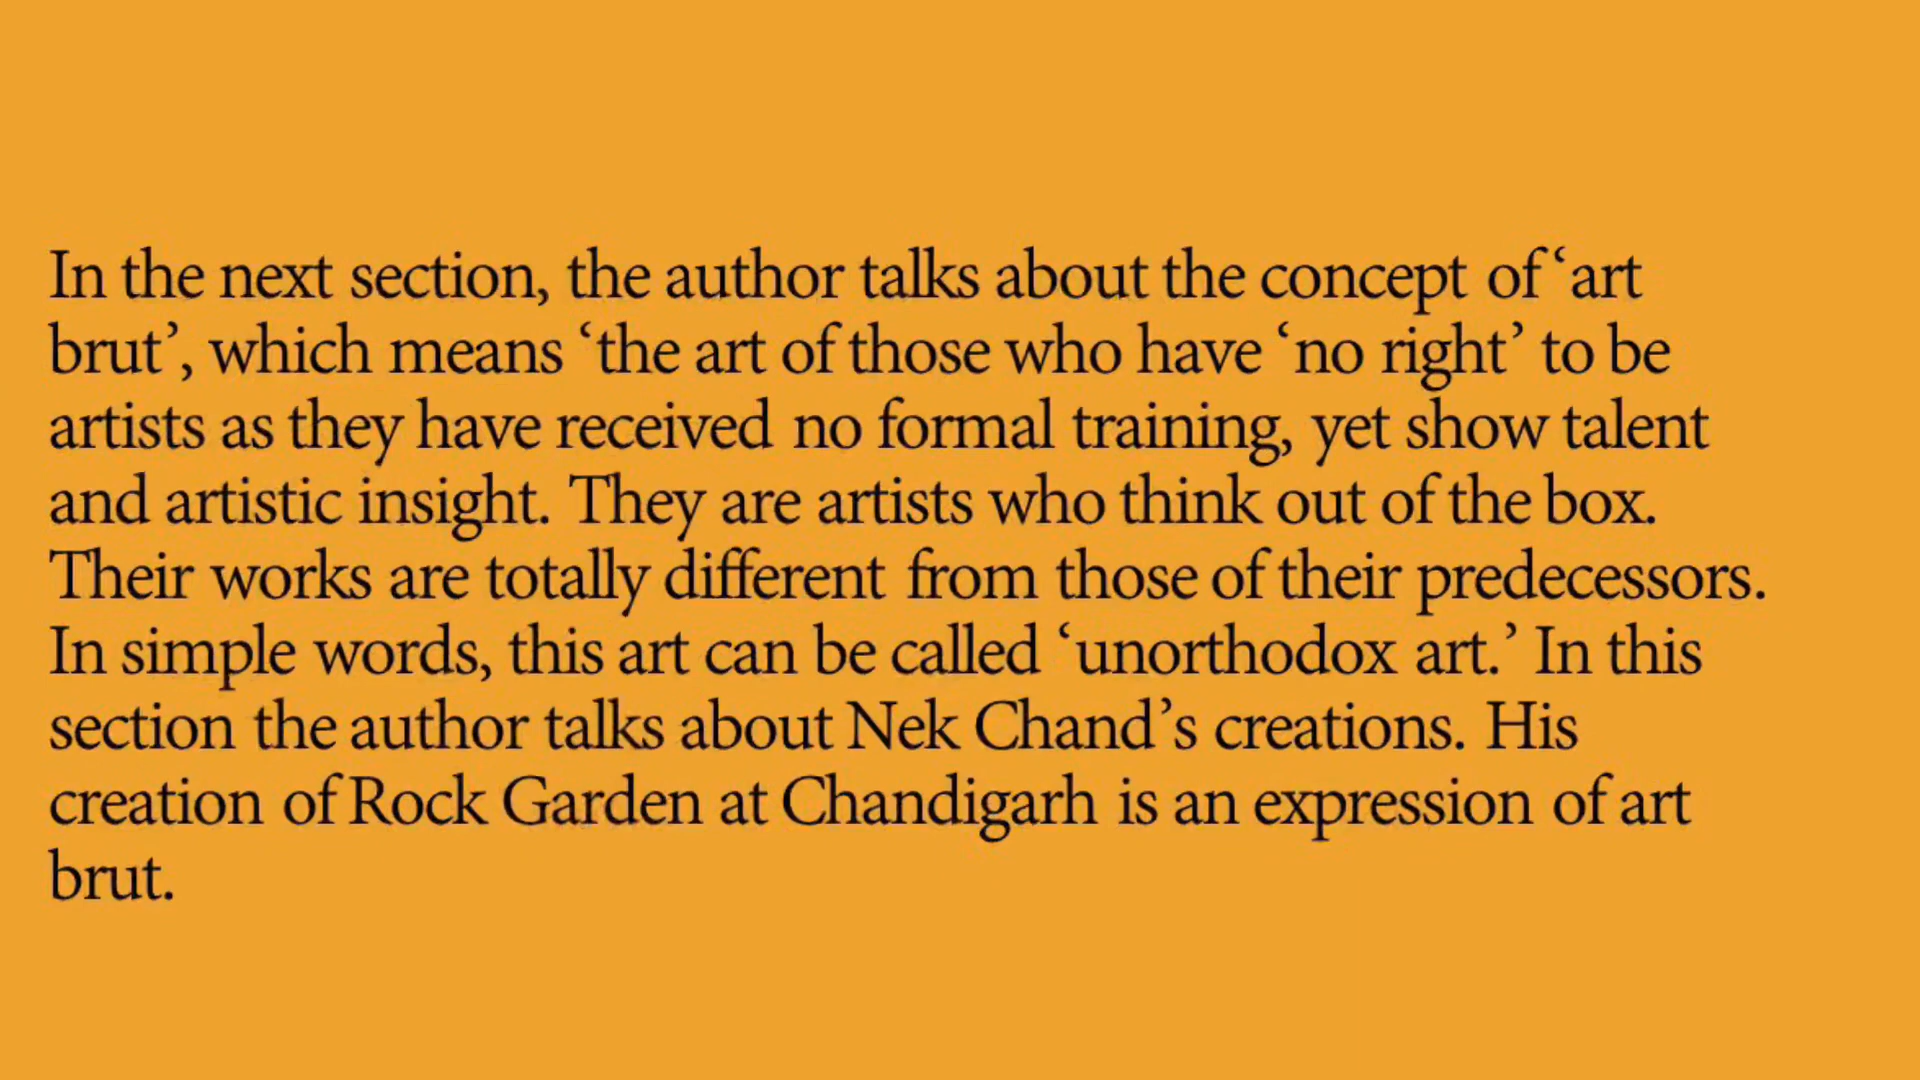 In the next section, the author talks about the concept of ‘art
brut’, which means ‘the art of those who have ‘no right’ to be
artists as they have received no formal training, yet show talent
and artistic insight. They are artists who think out of the box.
Their works are totally different from those of their predecessors.
In simple words, this art can be called ‘unorthodox art.’ In this
section the author talks about Nek Chand’s creations. His
creation of Rock Garden at Chandigarh is an expression of art
brut.